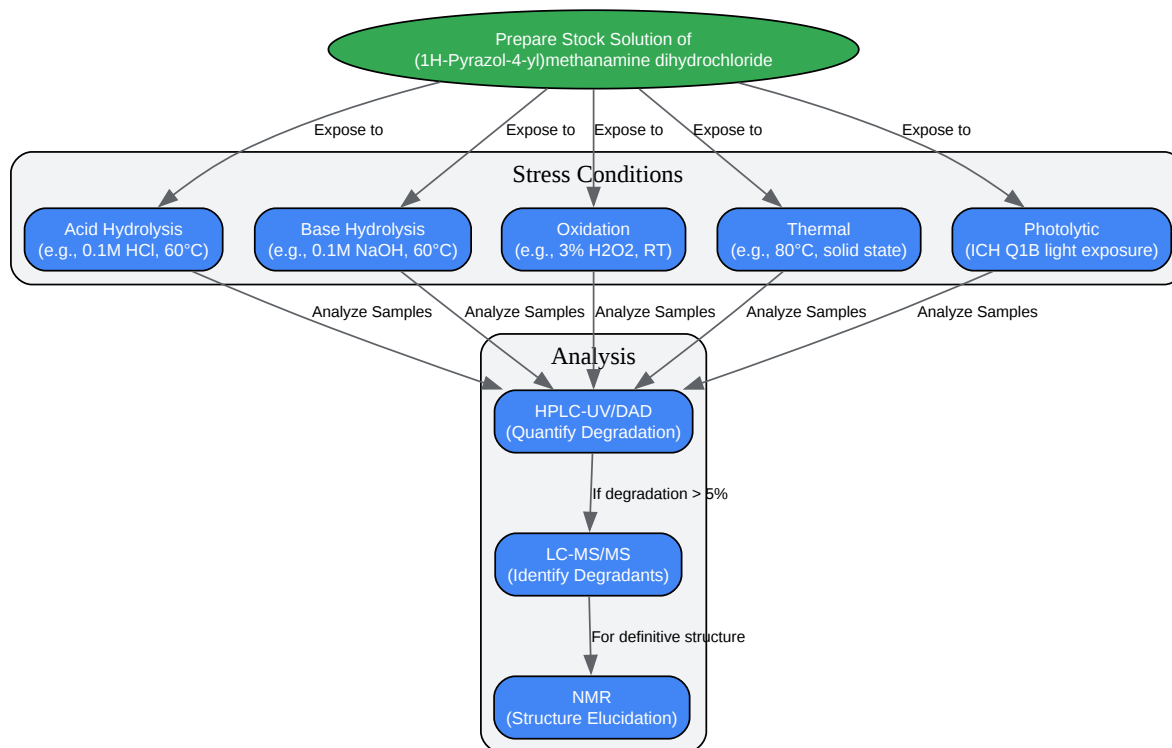 Prepare Stock Solution of
(1H-Pyrazol-4-yl)methanamine dihydrochloride
Expose to
Expose to
Expose to
Expose to
Expose to
Stress Conditions
Acid Hydrolysis
(e.g., 0.1M HCl, 60°C)
Base Hydrolysis
(e.g., 0.1M NaOH, 60°C)
Oxidation
(e.g., 3% H2O2, RT)
Thermal
(e.g., 80°C, solid state)
Photolytic
(ICH Q1B light exposure)
Analyze Samples
Analyze Samples
Analyze Samples
Analyze Samples
Analyze Samples
Analysis
HPLC-UV/DAD
(Quantify Degradation)
If degradation > 5%
LC-MS/MS
(Identify Degradants)
For definitive structure
NMR
(Structure Elucidation)